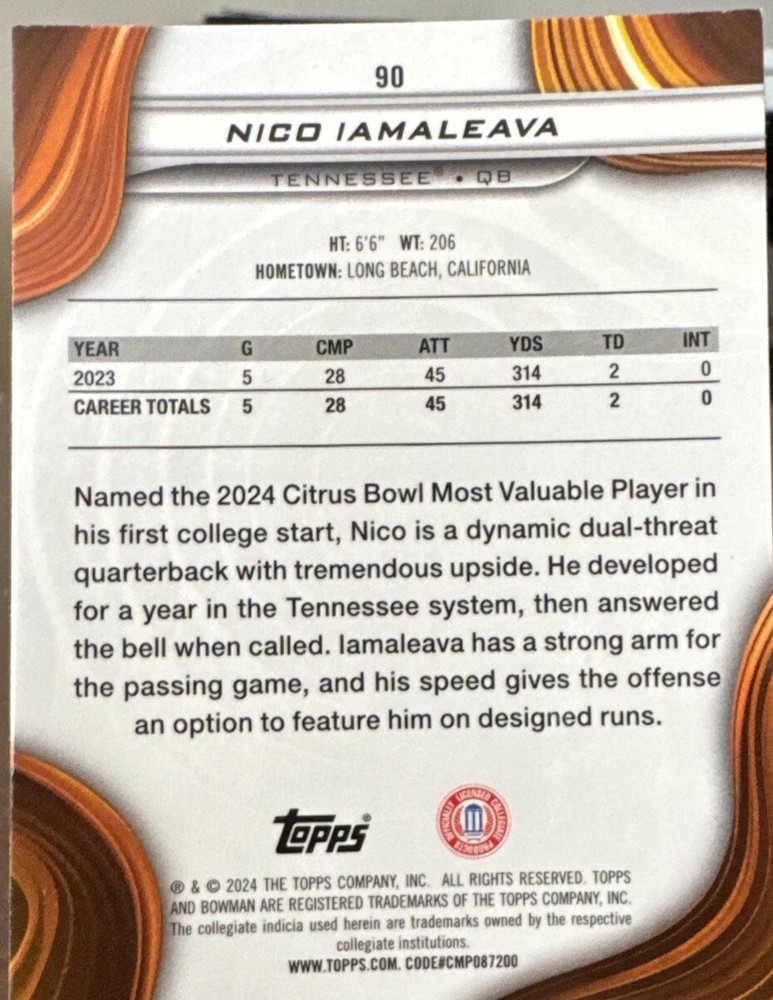 90
NICO IAMALEAVA
TENNESSEE® • QB
HT: 6'6" WT: 206
HOMETOWN: LONG BEACH, CALIFORNIA
YEAR G CMP ATT YDS TD INT
2023 5 28 45 314 2 0
CAREER TOTALS 5 28 45 314 2 0
Named the 2024 Citrus Bowl Most Valuable Player in
his first college start, Nico is a dynamic dual-threat
quarterback with tremendous upside. He developed
for a year in the Tennessee system, then answered
the bell when called. Iamaleava has a strong arm for
the passing game, and his speed gives the offense
an option to feature him on designed runs.
topps®
OFFICIALLY LICENSED COLLEGIATE PRODUCTS
® & © 2024 THE TOPPS COMPANY, INC. ALL RIGHTS RESERVED. TOPPS
AND BOWMAN ARE REGISTERED TRADEMARKS OF THE TOPPS COMPANY, INC.
The collegiate indicia used herein are trademarks owned by the respective
collegiate institutions.
WWW.TOPPS.COM. CODE#CMP087200